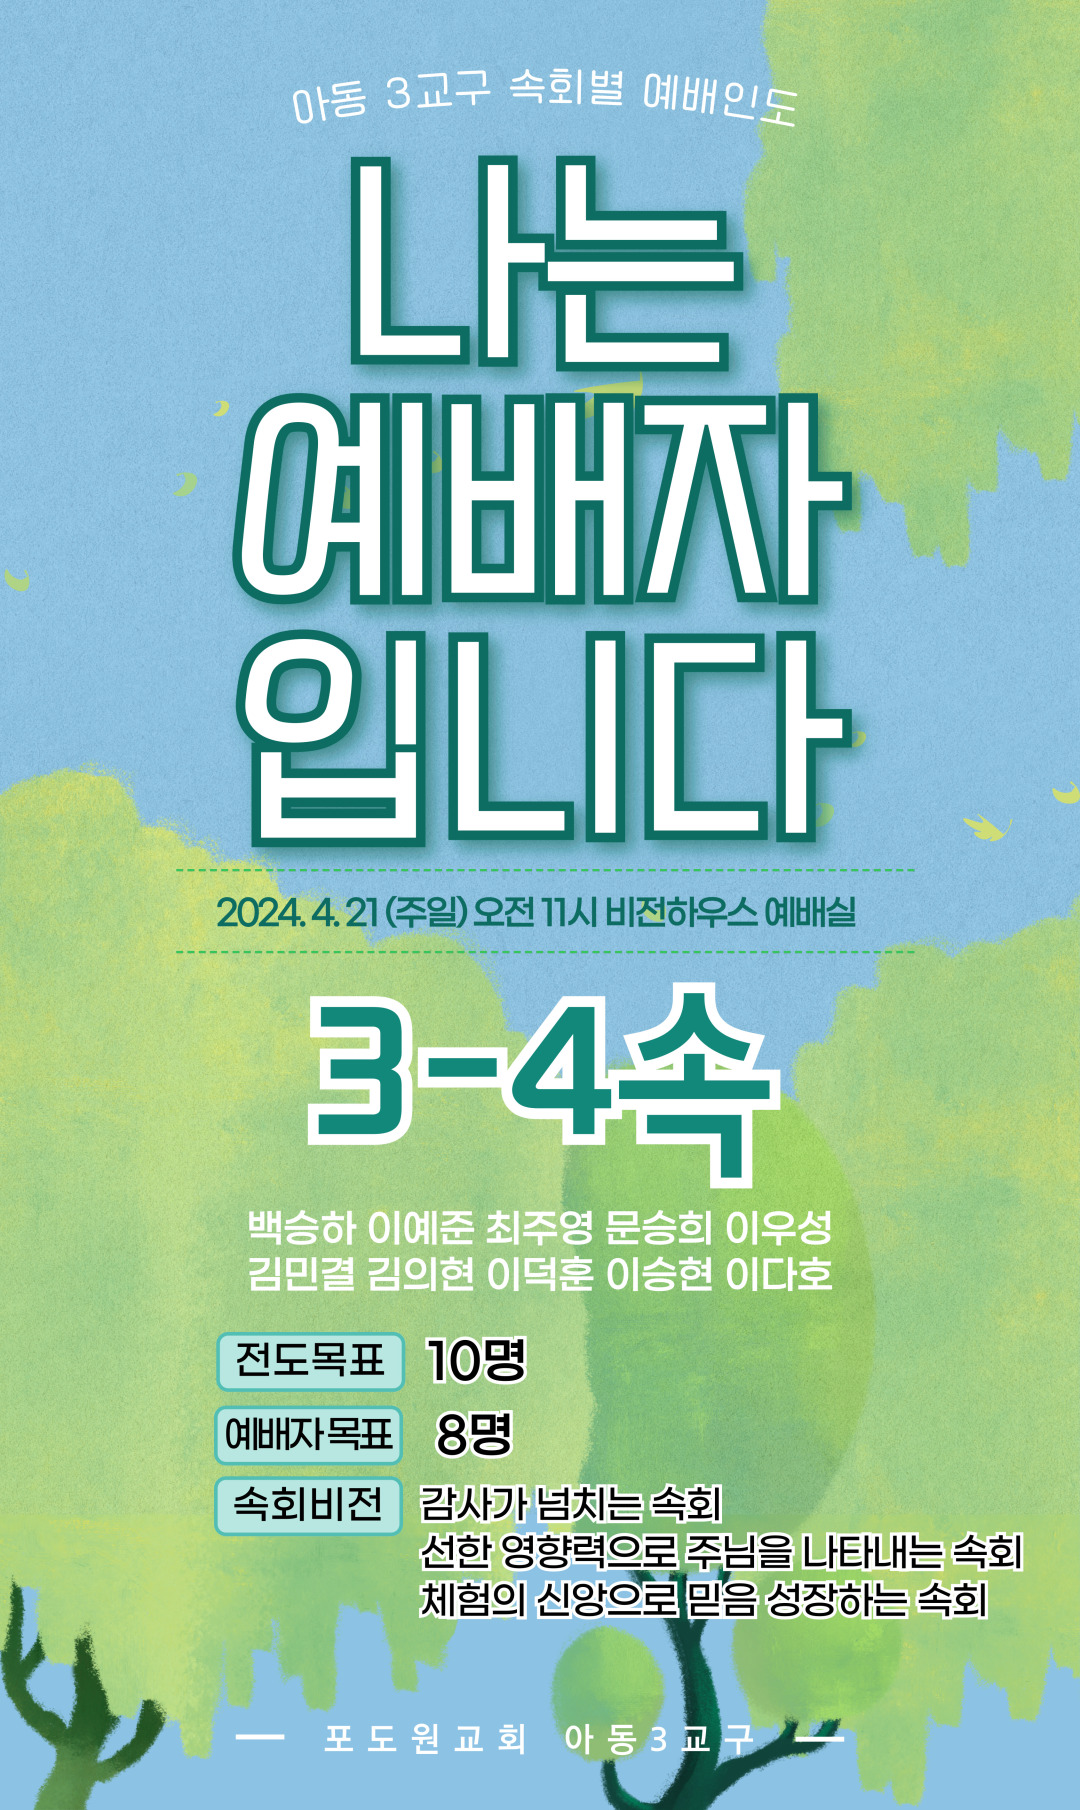 아동 3교구 속회별 예배인도
나는
예배자
입니다
2024. 4. 21 (주일) 오전 11시 비전하우스 예배실
3-4속
백승하 이예준 최주영 문승희 이우성
김민결 김의현 이덕훈 이승현 이다호
전도목표 10명
예배자목표 8명
속회비전 감사가 넘치는 속회
선한 영향력으로 주님을 나타내는 속회
체험의 신앙으로 믿음 성장하는 속회
포도원교회 아동3교구